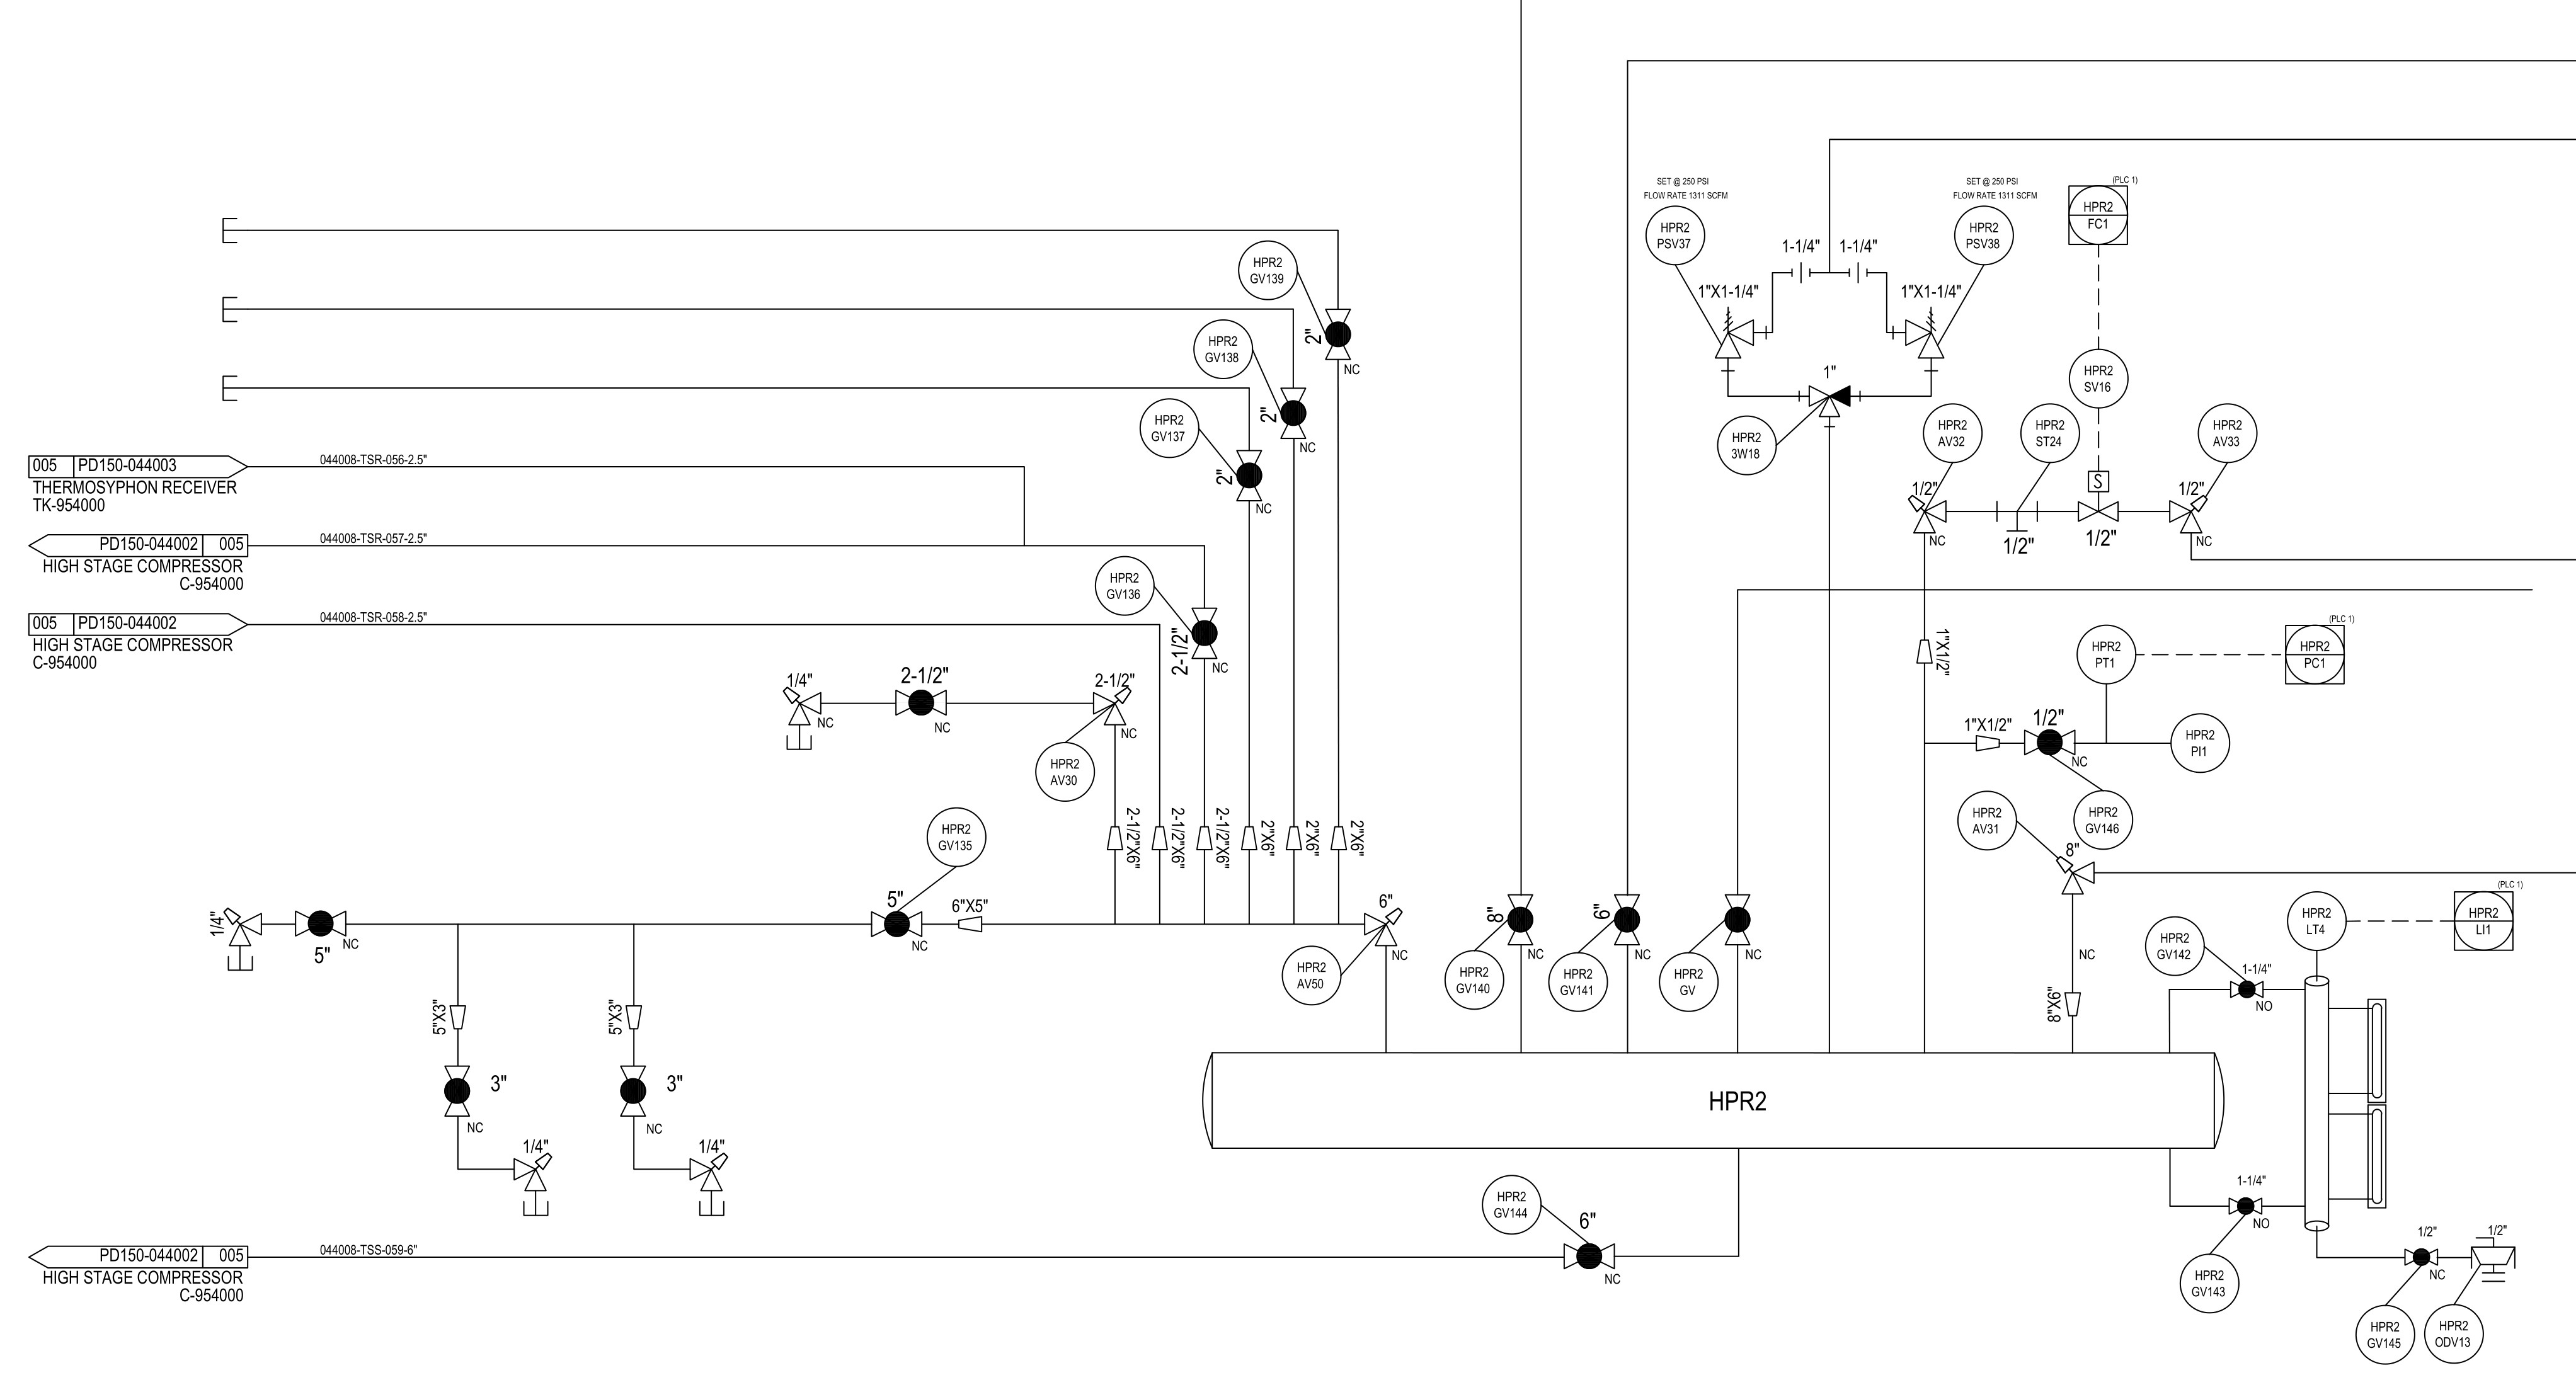 SET @ 250 PSI
FLOW RATE 1311 SCFM
HPR2
PSV37
SET @ 250 PSI
FLOW RATE 1311 SCFM
HPR2
PSV38
(PLC 1)
HPR2
FC1
1-1/4"
1-1/4"
1"X1-1/4"
1"X1-1/4"
HPR2
GV139
2"
NC
HPR2
GV138
2"
NC
HPR2
GV137
2"
NC
1"
HPR2
3W18
HPR2
SV16
S
HPR2
AV32
HPR2
ST24
HPR2
AV33
1/2"
NC
1/2"
1/2"
1/2"
NC
005
PD150-044003
THERMOSYPHON RECEIVER
TK-954000
044008-TSR-056-2.5"
PD150-044002
005
HIGH STAGE COMPRESSOR
C-954000
044008-TSR-057-2.5"
005
PD150-044002
HIGH STAGE COMPRESSOR
C-954000
044008-TSR-058-2.5"
HPR2
GV136
2-1/2"
NC
1"X1/2"
HPR2
PT1
(PLC 1)
HPR2
PC1
1/4"
NC
2-1/2"
NC
2-1/2"
NC
HPR2
AV30
1"X1/2"
1/2"
NC
HPR2
PI1
HPR2
GV146
HPR2
AV31
8"
NC
8"X6"
2-1/2"X6"
2-1/2"X6"
2-1/2"X6"
2"X6"
2"X6"
2"X6"
HPR2
GV135
1/4"
5"
NC
5"
NC
6"X5"
6"
NC
HPR2
AV50
8"
NC
HPR2
GV140
6"
NC
HPR2
GV141
NC
HPR2
GV
HPR2
GV142
1-1/4"
NO
HPR2
LT4
(PLC 1)
HPR2
LI1
5"X3"
5"X3"
3"
NC
3"
NC
1/4"
1/4"
HPR2
HPR2
GV144
6"
NC
1-1/4"
NO
HPR2
GV143
1/2"
NC
1/2"
HPR2
GV145
HPR2
ODV13
PD150-044002
005
HIGH STAGE COMPRESSOR
C-954000
044008-TSS-059-6"